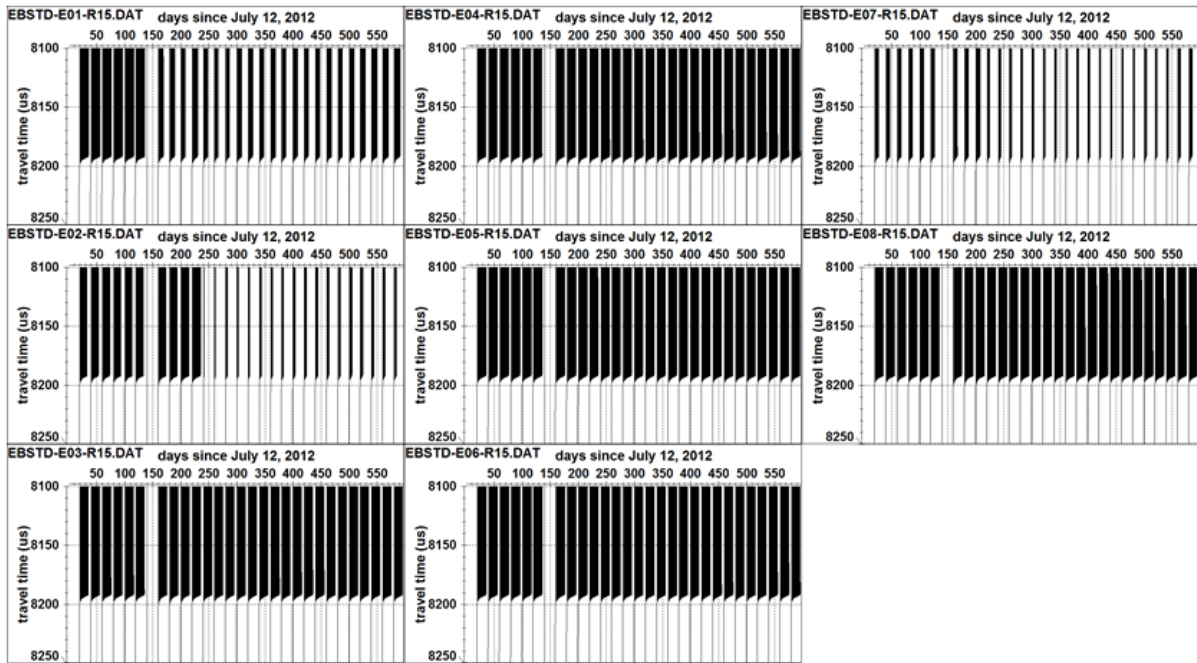 EBSTD-E01-R15.DAT days since July 12, 2012
50 100 150 200 250 300 350 400 450 500 550
8100
8150
8200
8250
travel time (us)
EBSTD-E04-R15.DAT days since July 12, 2012
50 100 150 200 250 300 350 400 450 500 550
8100
8150
8200
8250
travel time (us)
EBSTD-E07-R15.DAT days since July 12, 2012
50 100 150 200 250 300 350 400 450 500 550
8100
8150
8200
8250
travel time (us)
EBSTD-E02-R15.DAT days since July 12, 2012
50 100 150 200 250 300 350 400 450 500 550
8100
8150
8200
8250
travel time (us)
EBSTD-E05-R15.DAT days since July 12, 2012
50 100 150 200 250 300 350 400 450 500 550
8100
8150
8200
8250
travel time (us)
EBSTD-E08-R15.DAT days since July 12, 2012
50 100 150 200 250 300 350 400 450 500 550
8100
8150
8200
8250
travel time (us)
EBSTD-E03-R15.DAT days since July 12, 2012
50 100 150 200 250 300 350 400 450 500 550
8100
8150
8200
8250
travel time (us)
EBSTD-E06-R15.DAT days since July 12, 2012
50 100 150 200 250 300 350 400 450 500 550
8100
8150
8200
8250
travel time (us)